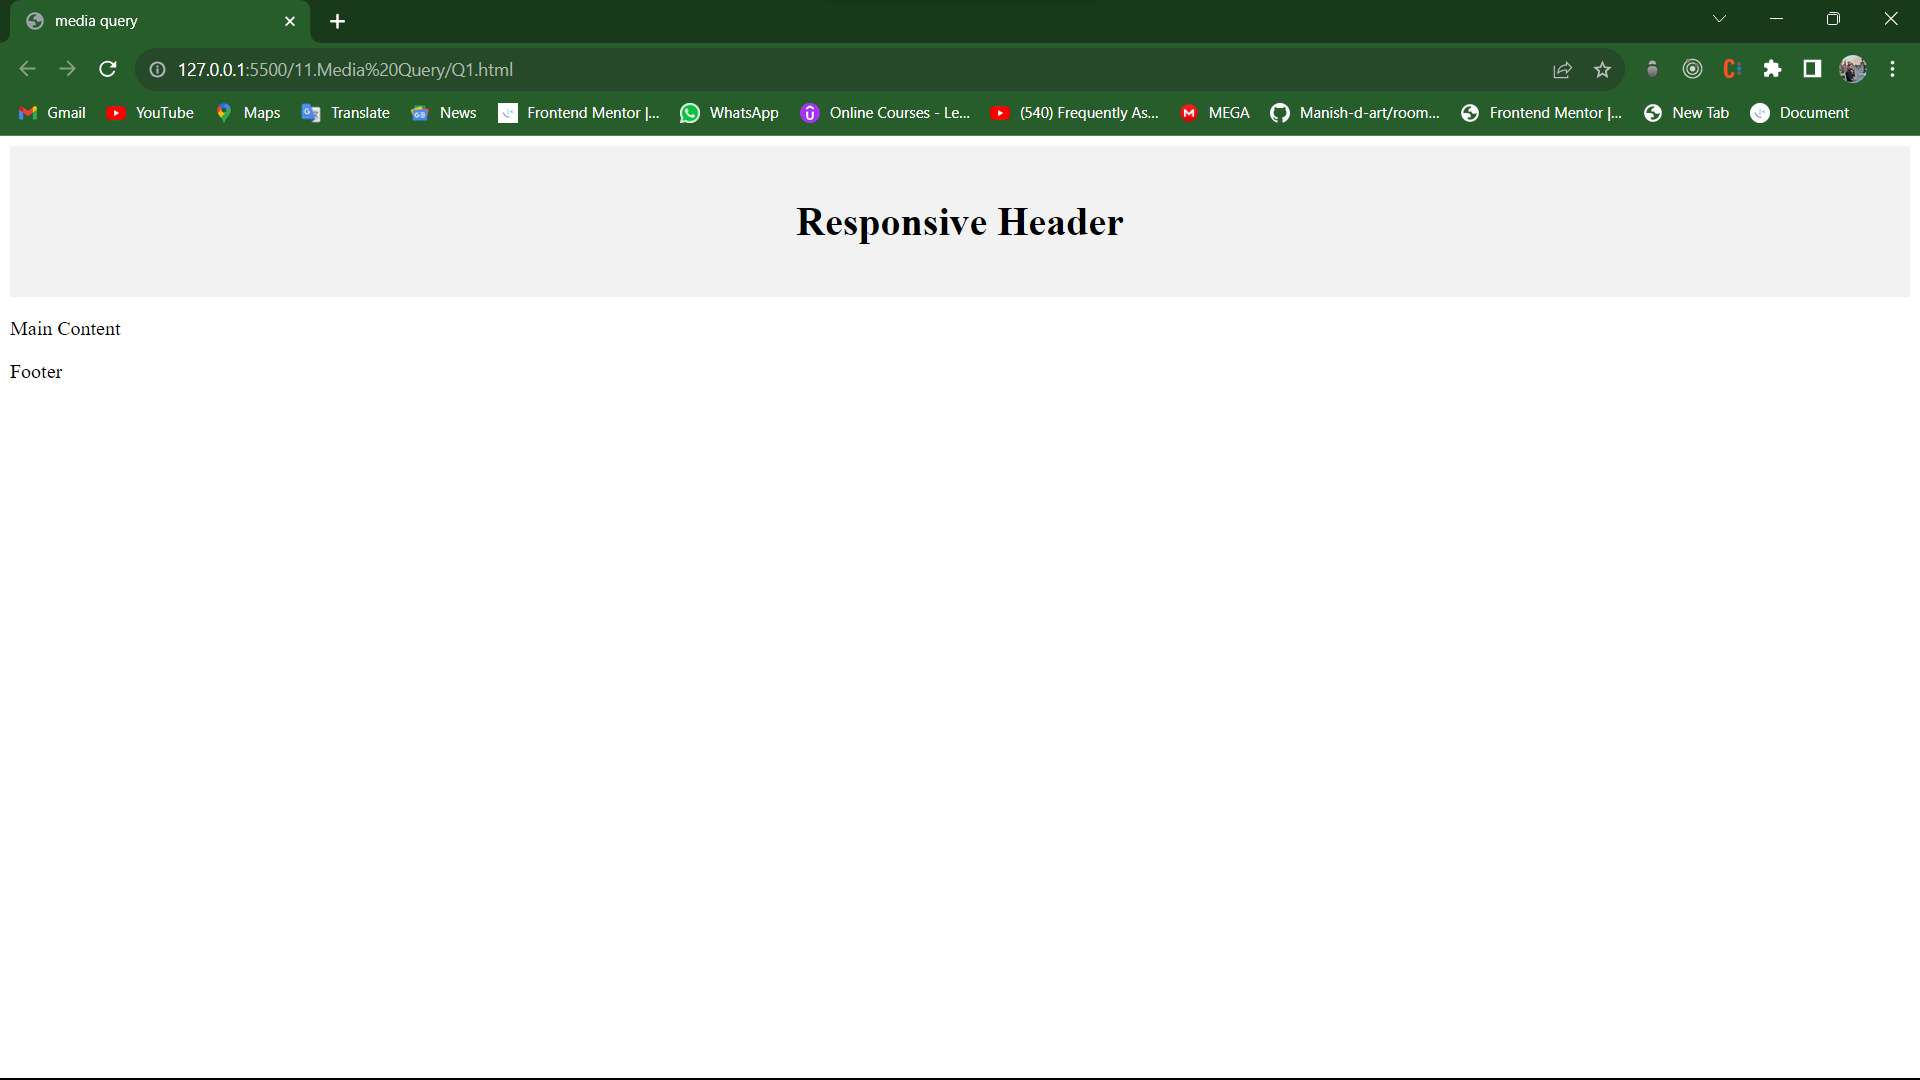 media query
127.0.0.1:5500/11.Media%20Query/Q1.html
Gmail YouTube Maps Translate News Frontend Mentor |... WhatsApp Online Courses - Le... (540) Frequently As... MEGA Manish-d-art/room... Frontend Mentor |... New Tab Document
Responsive Header
Main Content
Footer